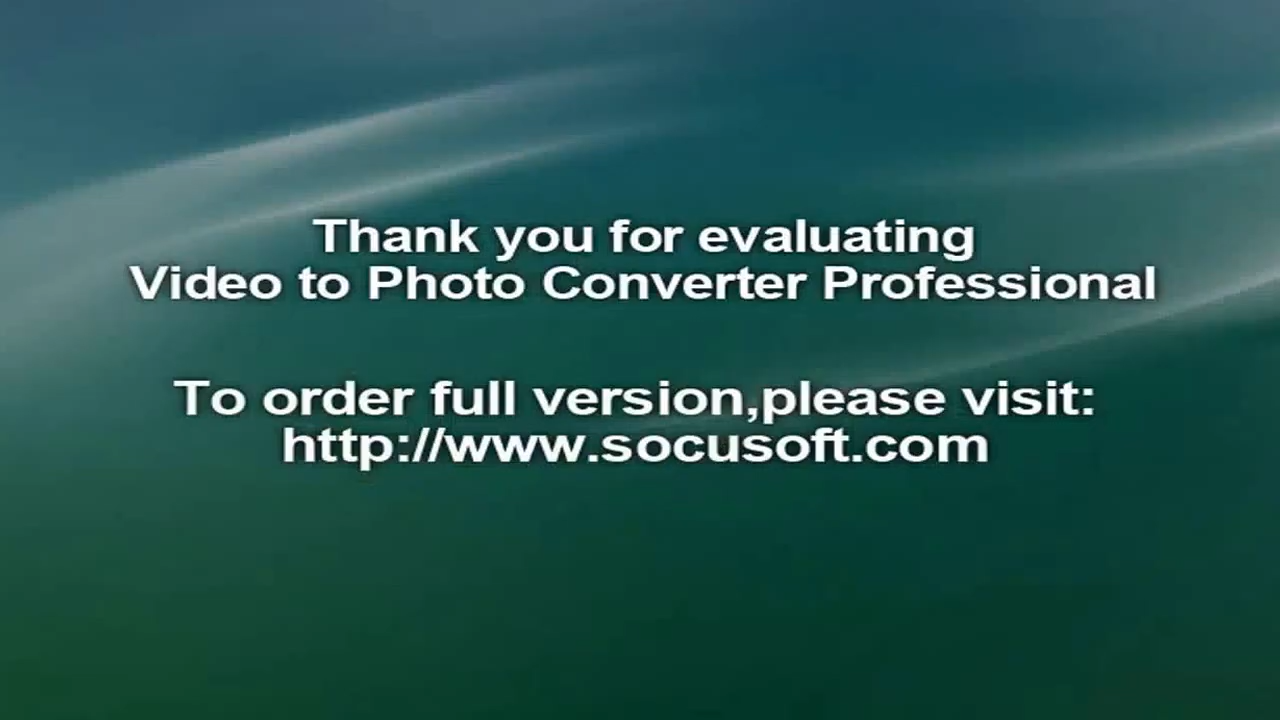 Thank you for evaluating
Video to Photo Converter Professional
To order full version,please visit:
http://www.socusoft.com